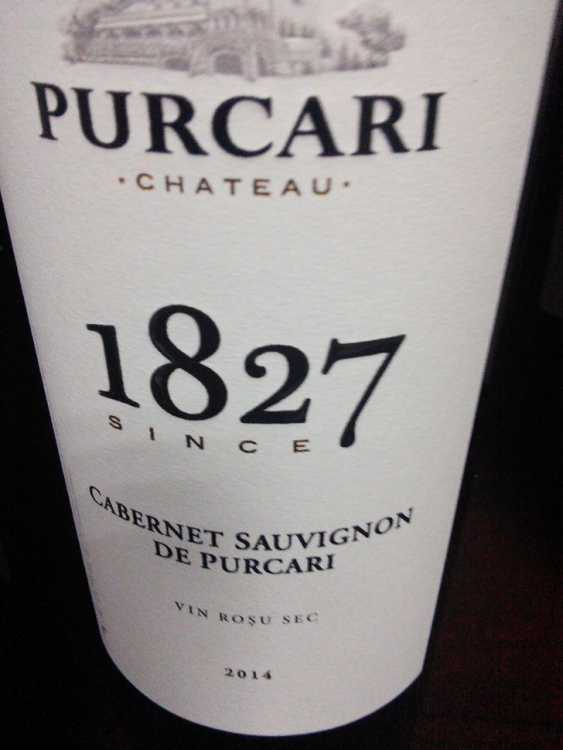 PURCARI
·CHATEAU·
1827
SINCE
CABERNET SAUVIGNON
DE PURCARI
VIN ROȘU SEC
2014